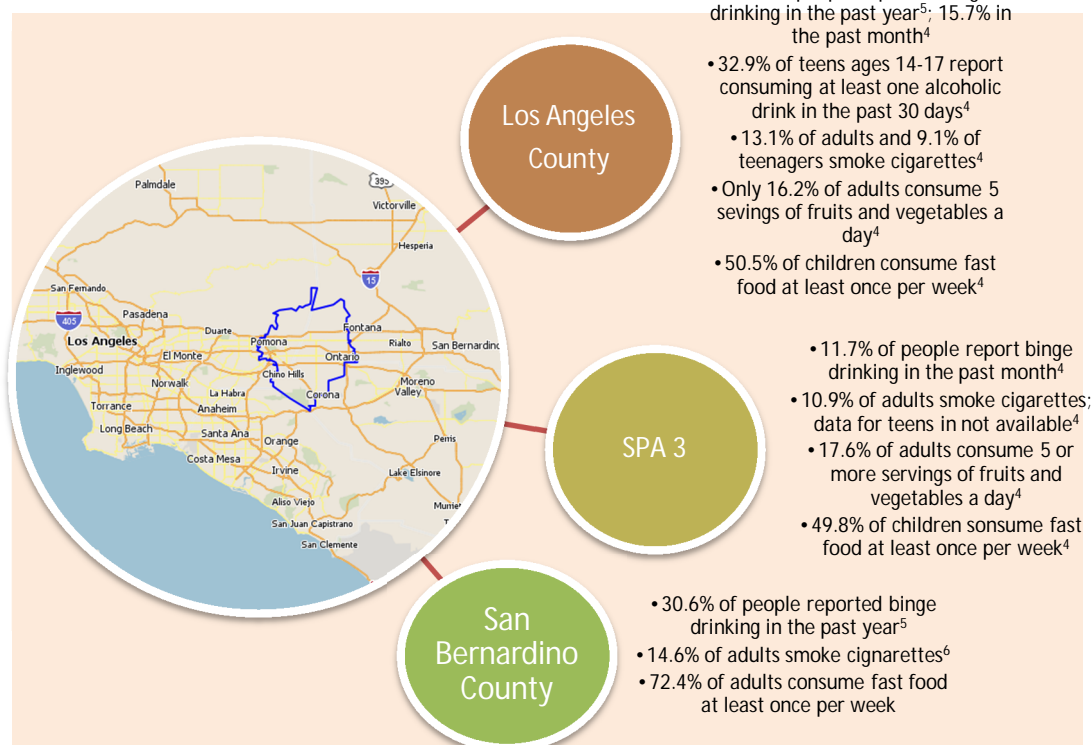 drinking in the past year⁵; 15.7% in
the past month⁴
• 32.9% of teens ages 14-17 report
consuming at least one alcoholic
drink in the past 30 days⁴
• 13.1% of adults and 9.1% of
teenagers smoke cigarettes⁴
• Only 16.2% of adults consume 5
sevings of fruits and vegetables a
day⁴
• 50.5% of children consume fast
food at least once per week⁴
Los Angeles
County
395
Palmdale
Victorville
Hesperia
15
San Fernando
405
Pasadena
Los Angeles
Duarte
Pomona
Fontana
Rialto
San Bernardino
El Monte
Ontario
Inglewood
Chino Hills
Norwalk
Moreno
Valley
La Habra
Corona
Torrance
Anaheim
Long Beach
Santa Ana
Orange
Perris
Costa Mesa
Irvine
Lake Elsinore
Aliso Viejo
Murriet
San Juan Capistrano
San Clemente
SPA 3
• 11.7% of people report binge
drinking in the past month⁴
• 10.9% of adults smoke cigarettes;
data for teens in not available⁴
• 17.6% of adults consume 5 or
more servings of fruits and
vegetables a day⁴
• 49.8% of children sonsume fast
food at least once per week⁴
San
Bernardino
County
• 30.6% of people reported binge
drinking in the past year⁵
• 14.6% of adults smoke cignarettes⁶
• 72.4% of adults consume fast food
at least once per week